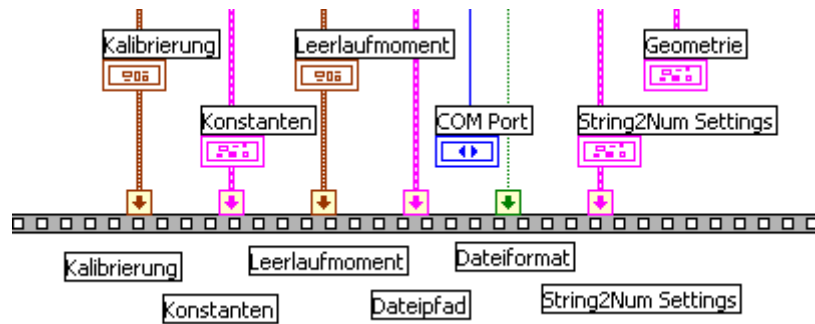 Kalibrierung
Leerlaufmoment
Geometrie
Konstanten
COM Port
String2Num Settings
Kalibrierung
Leerlaufmoment
Dateiformat
Konstanten
Dateipfad
String2Num Settings